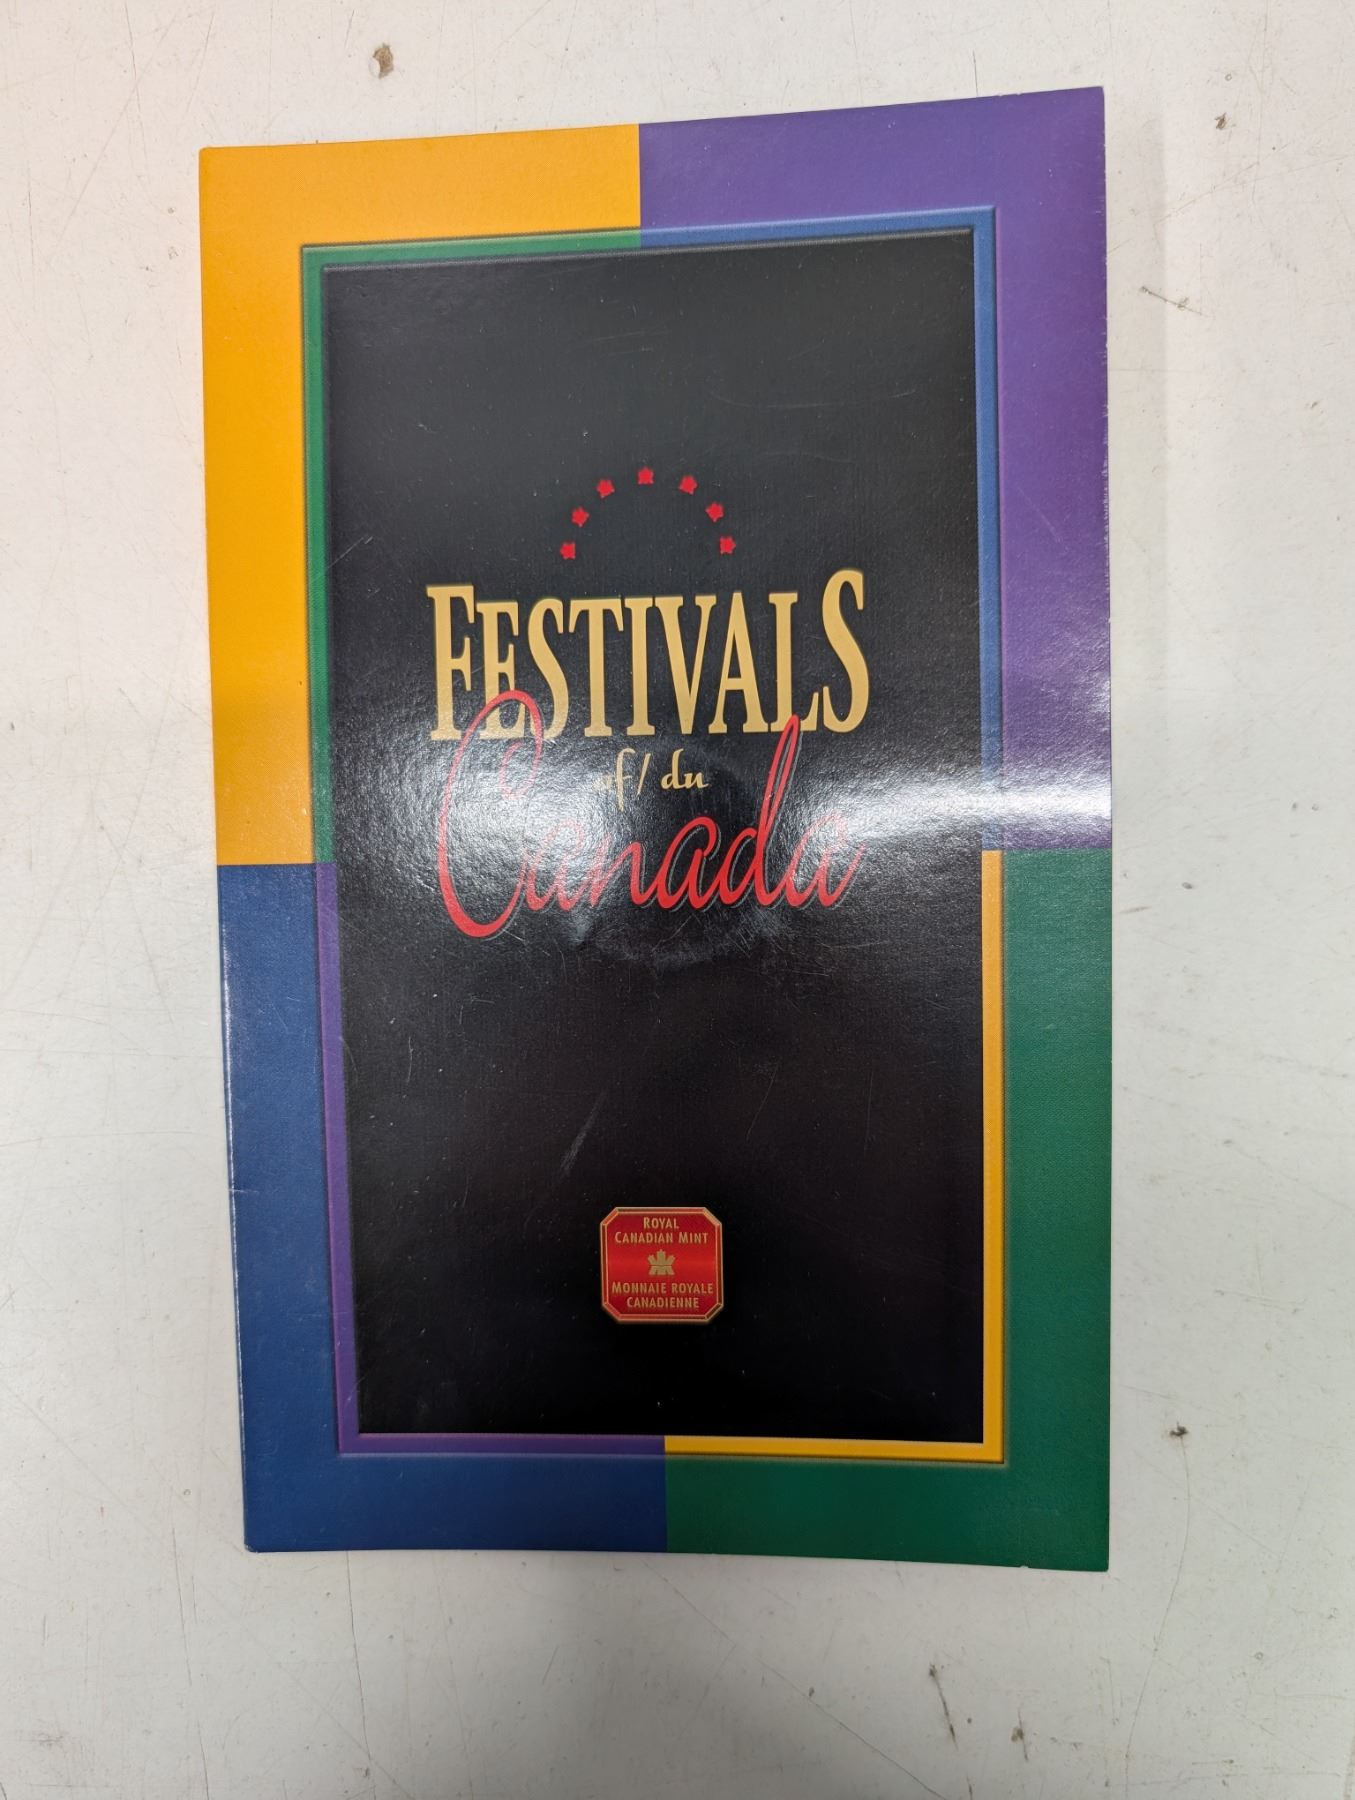 FESTIVALS
of / du
Canada
ROYAL
CANADIAN MINT
MONNAIE ROYALE
CANADIENNE